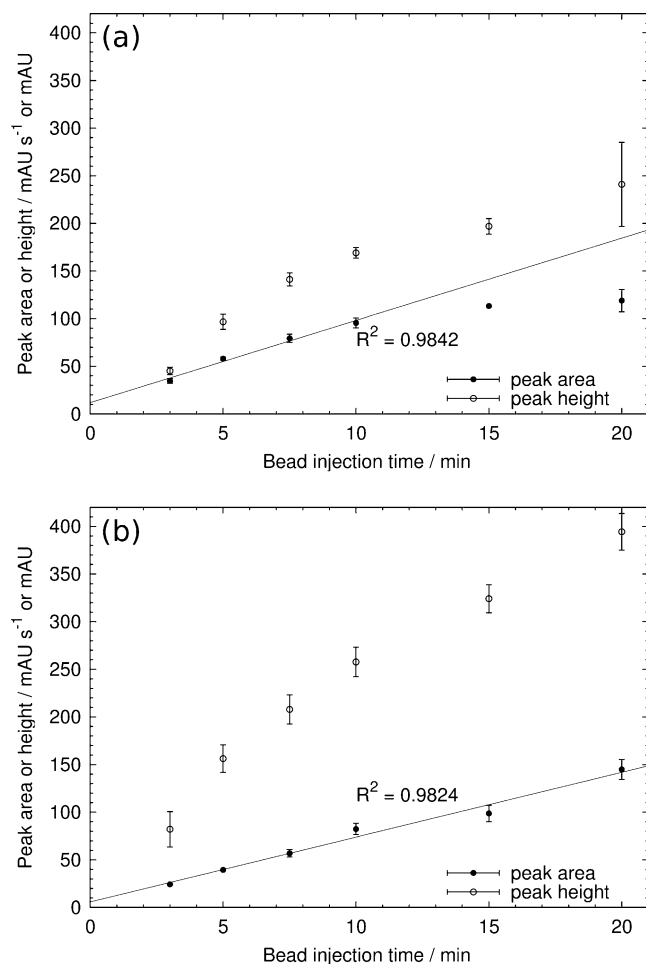 (a)
400
350
300
250
200
150
100
50
0
Peak area or height / mAU s-1 or mAU
R2 = 0.9842
peak area
peak height
0 5 10 15 20
Bead injection time / min
(b)
400
350
300
250
200
150
100
50
0
Peak area or height / mAU s-1 or mAU
R2 = 0.9824
peak area
peak height
0 5 10 15 20
Bead injection time / min